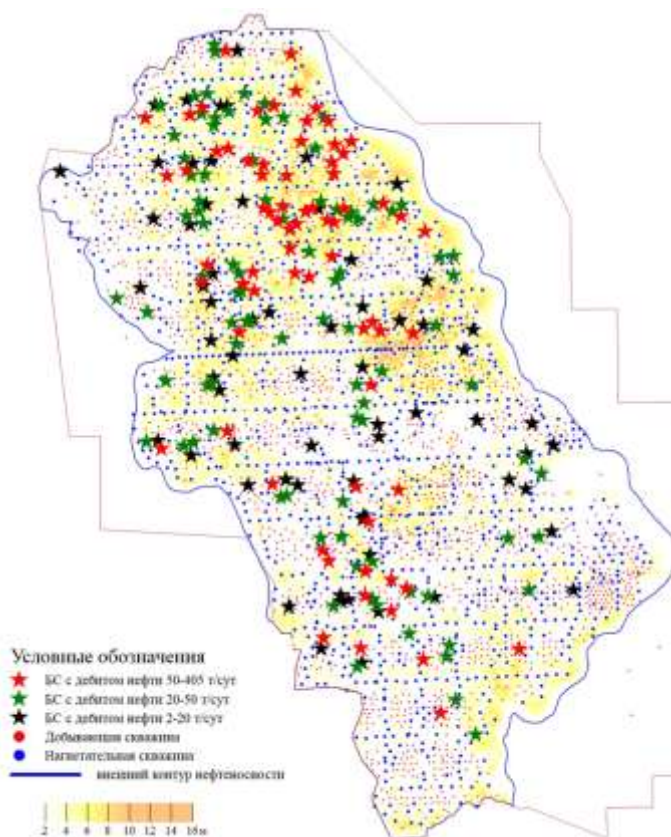 Условные обозначения
БС с дебитом нефти 50-405 т/сут
БС с дебитом нефти 20-50 т/сут
БС с дебитом нефти 2-20 т/сут
Добывающая скважина
Нагнетательная скважина
внешний контур нефтеносности
2 4 6 8 10 12 14 16 м